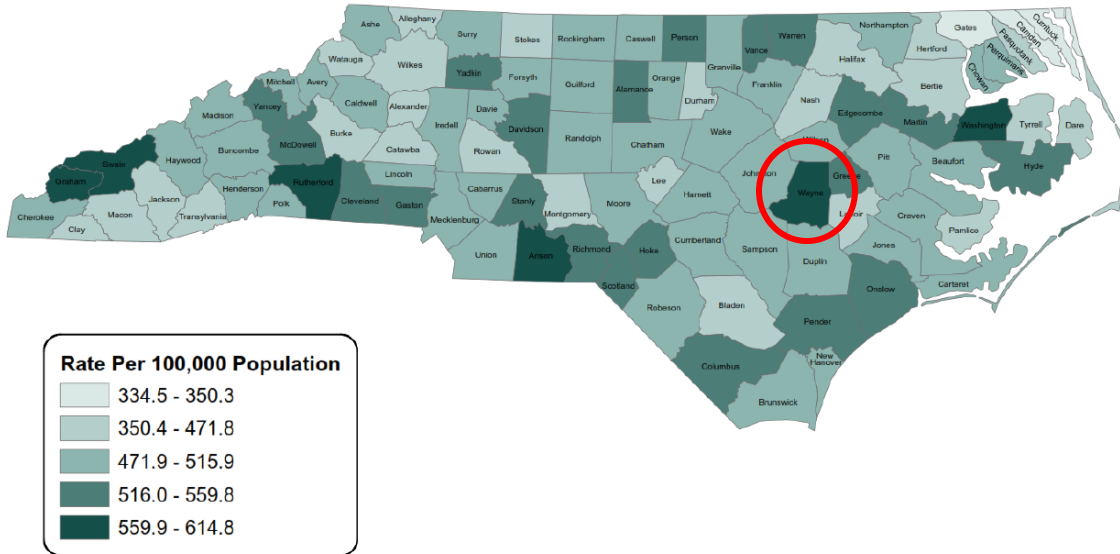 Ashe
Alleghany
Surry
Stokes
Rockingham
Caswell
Person
Vance
Warren
Northampton
Gates
Currituck
Camden
Pasquotank
Perquimans
Chowan
Hertford
Halifax
Granville
Watauga
Wilkes
Yadkin
Forsyth
Guilford
Alamance
Orange
Durham
Franklin
Nash
Bertie
Mitchell
Avery
Yancey
Caldwell
Alexander
Davie
Iredell
Davidson
Randolph
Chatham
Wake
Edgecombe
Martin
Washington
Tyrrell
Dare
Madison
Burke
McDowell
Catawba
Rowan
Wilson
Pitt
Beaufort
Hyde
Swain
Haywood
Buncombe
Graham
Rutherford
Lincoln
Cabarrus
Lee
Johnston
Wayne
Greene
Jackson
Henderson
Polk
Cleveland
Gaston
Stanly
Montgomery
Moore
Harnett
Lenoir
Craven
Pamlico
Cherokee
Macon
Clay
Transylvania
Mecklenburg
Union
Anson
Richmond
Hoke
Scotland
Cumberland
Sampson
Duplin
Jones
Carteret
Onslow
Robeson
Bladen
Pender
Columbus
New
Hanover
Brunswick
Rate Per 100,000 Population
334.5 - 350.3
350.4 - 471.8
471.9 - 515.9
516.0 - 559.8
559.9 - 614.8